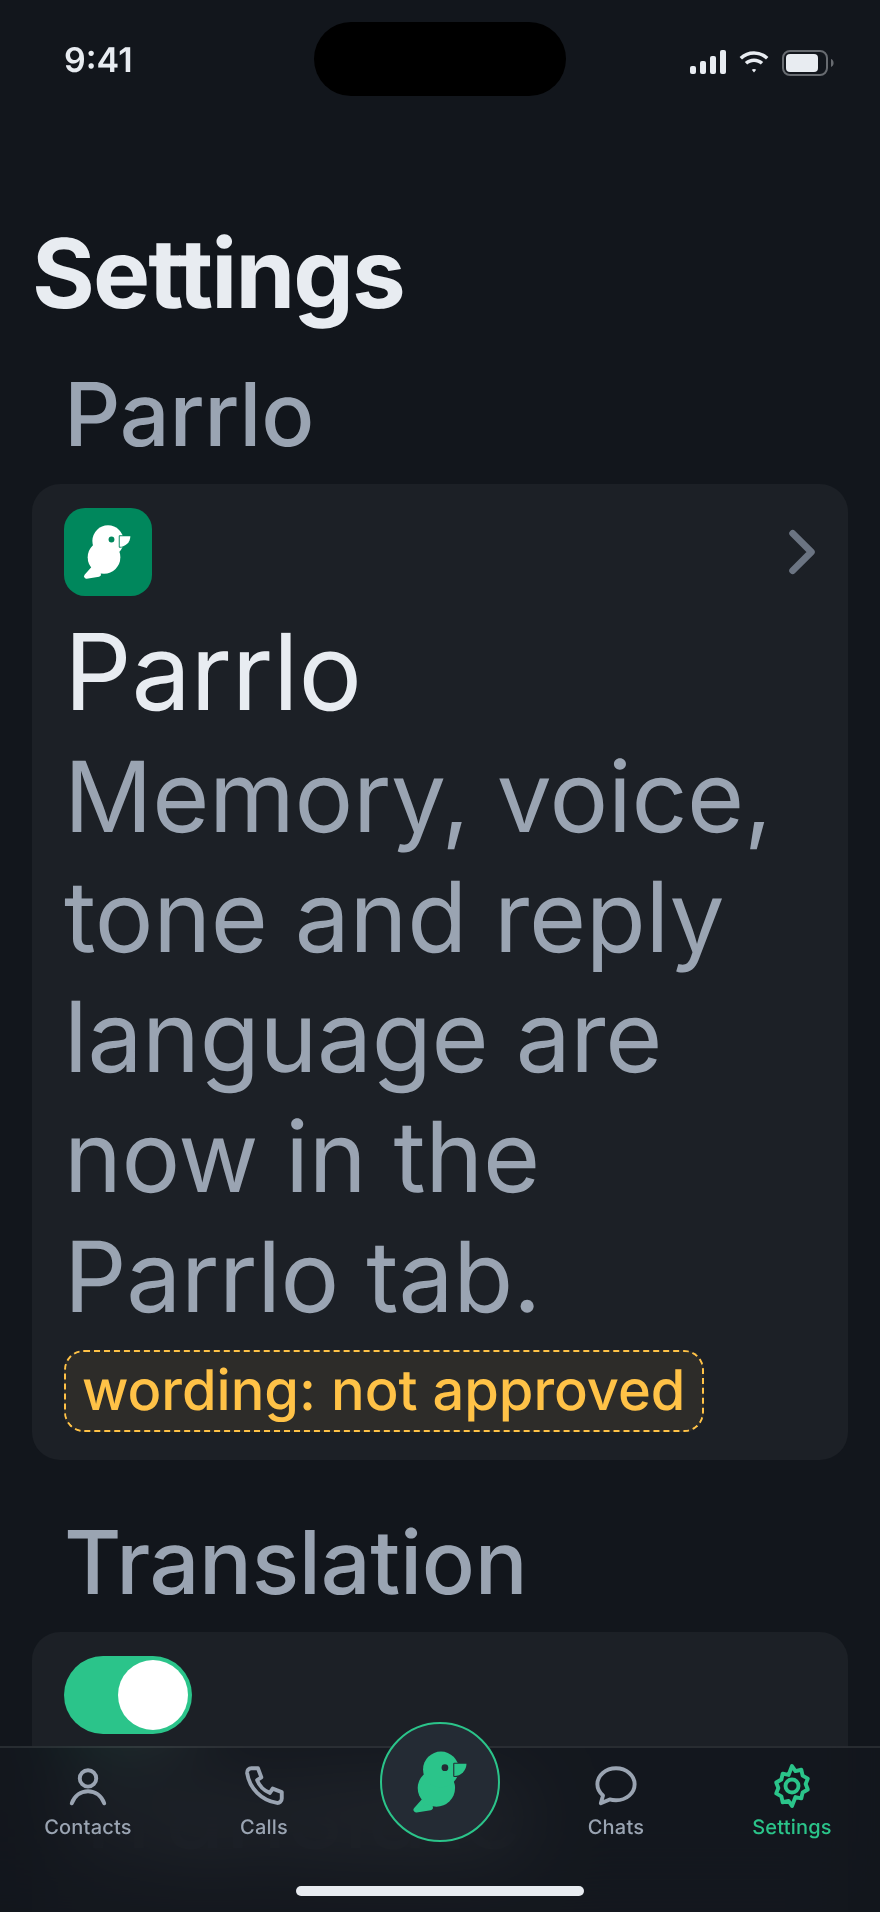 9:41
Settings
Parrlo
Parrlo
Memory, voice,
tone and reply
language are
now in the
Parrlo tab.
wording: not approved
Translation
Contacts
Calls
Chats
Settings